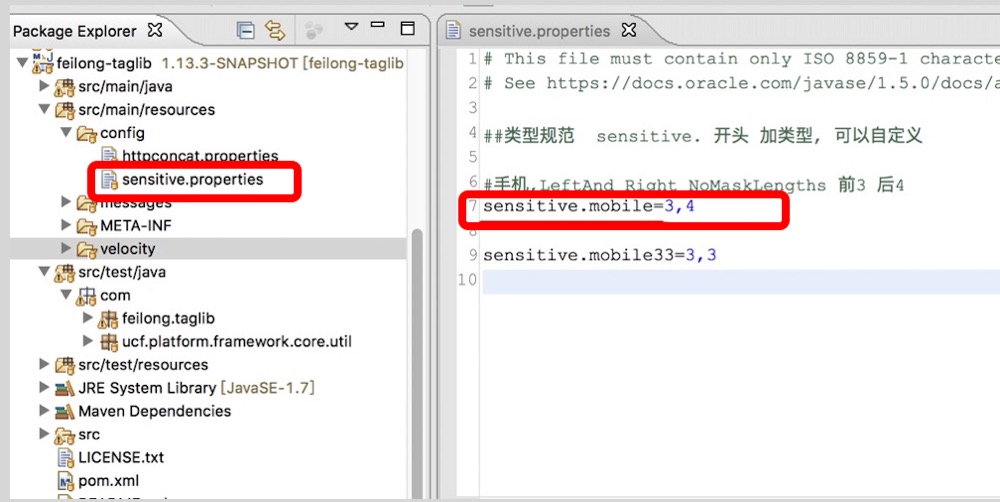 Package Explorer
feilong-taglib 1.13.3-SNAPSHOT [feilong-taglib
src/main/java
src/main/resources
config
httpconcat.properties
sensitive.properties
messages
META-INF
velocity
src/test/java
com
feilong.taglib
ucf.platform.framework.core.util
src/test/resources
JRE System Library [JavaSE-1.7]
Maven Dependencies
src
LICENSE.txt
pom.xml
sensitive.properties
1 # This file must contain only ISO 8859-1 characte
2 # See https://docs.oracle.com/javase/1.5.0/docs/a
3
4 ##类型规范 sensitive. 开头 加类型, 可以自定义
5
6 #手机,LeftAnd Right NoMaskLengths 前3 后4
7 sensitive.mobile=3,4
8
9 sensitive.mobile33=3,3
10